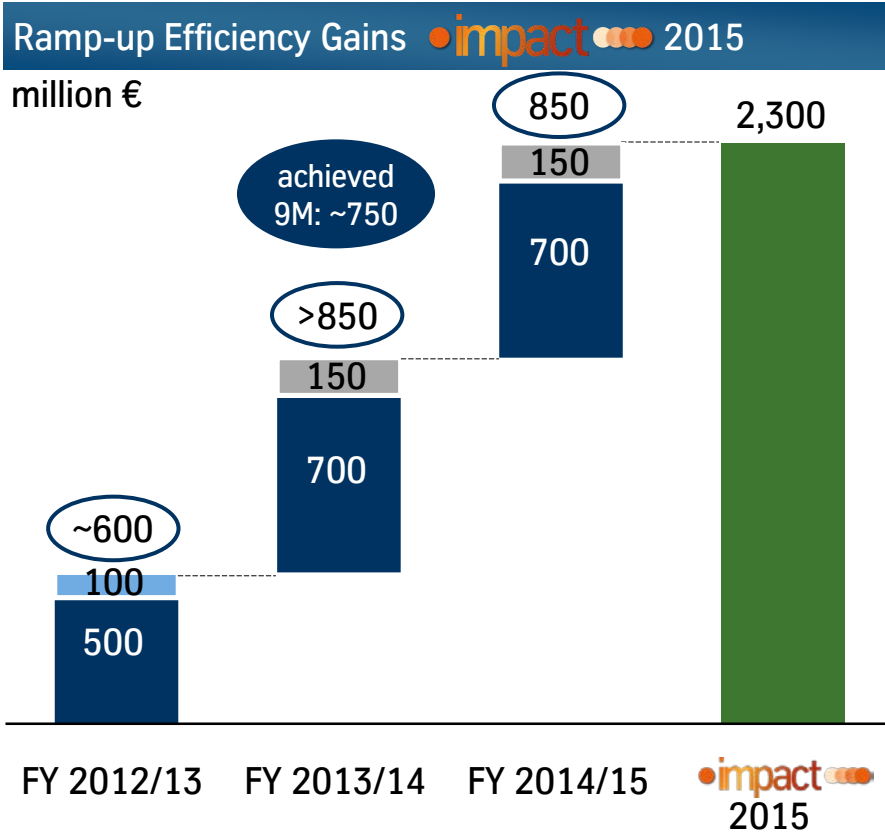 Ramp-up Efficiency Gains impact 2015
million €
850
2,300
150
achieved
9M: ~750
700
>850
150
700
~600
100
500
FY 2012/13 FY 2013/14 FY 2014/15 impact
2015